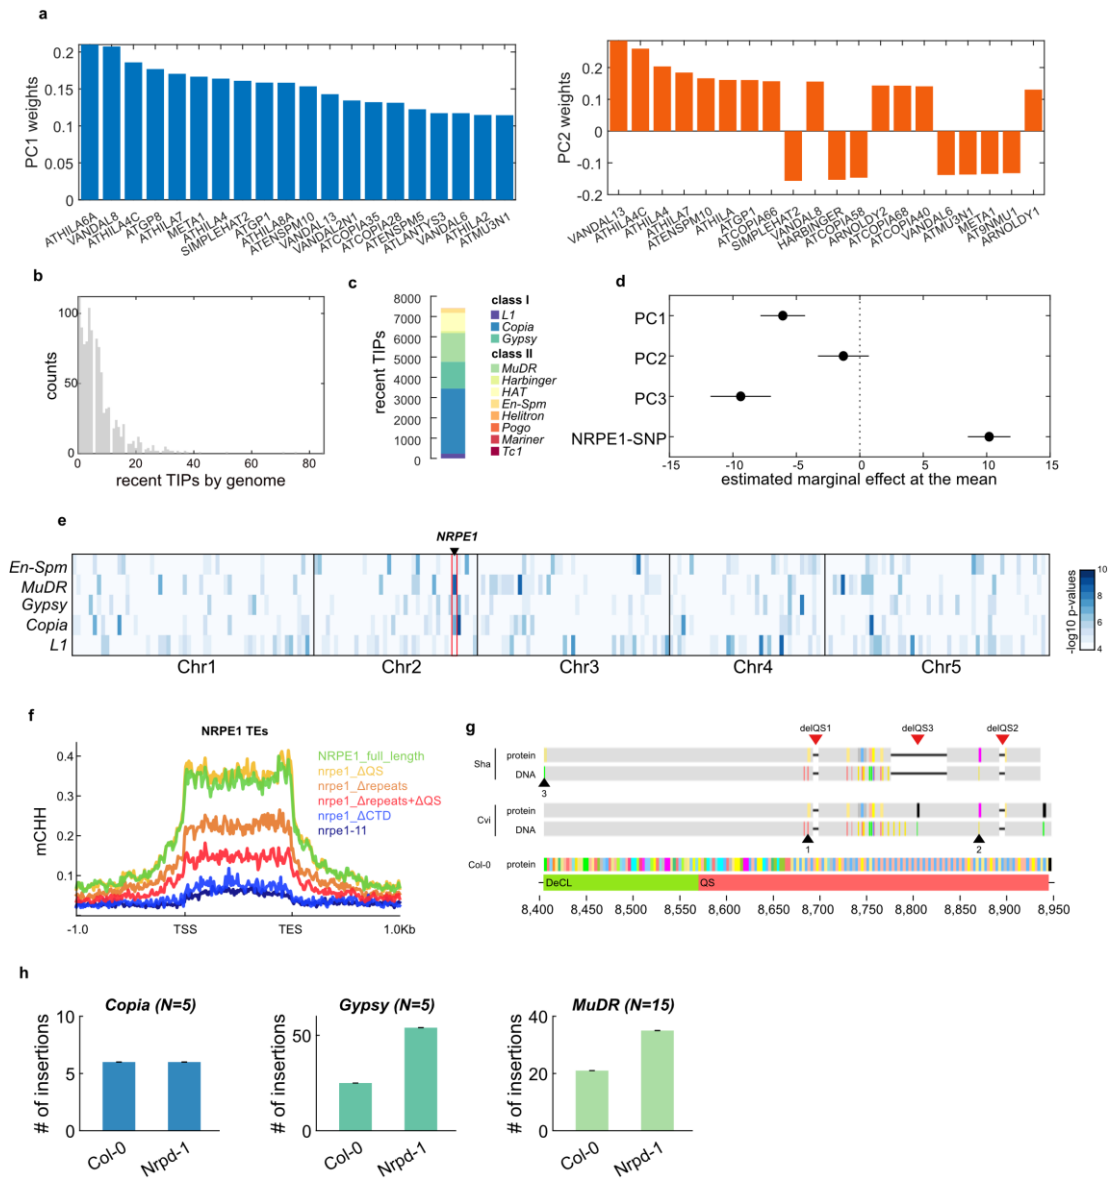 a
PC1 weights
0.2
0.15
0.1
0.05
0
ATHILA6A
VANDAL8
ATHILA4C
ATGP8
ATHILA7
META1
ATHILA4
SIMPLEHAT2
ATGP1
ATHILA8A
ATENSPM10
VANDAL13
VANDAL2N1
ATCOPIA35
ATCOPIA28
ATENSPM5
ATLANTYS3
VANDAL6
ATHILA2
ATMU3N1
PC2 weights
0.2
0.1
0
-0.1
-0.2
VANDAL13
ATHILA4C
ATHILA4
ATHILA7
ATENSPM10
ATHILA
ATGP1
ATCOPIA66
SIMPLEHAT2
VANDAL8
HARBINGER
ATCOPIA58
ARNOLDY2
ATCOPIA68
ATCOPIA40
VANDAL6
ATMU3N1
META1
AT9NMU1
ARNOLDY1
b
counts
100
50
0
0
20
40
60
80
recent TIPs by genome
c
recent TIPs
8000
7000
6000
5000
4000
3000
2000
1000
0
class I
L1
Copia
Gypsy
class II
MuDR
Harbinger
HAT
En-Spm
Helitron
Pogo
Mariner
Tc1
d
PC1
PC2
PC3
NRPE1-SNP
-15
-10
-5
0
5
10
15
estimated marginal effect at the mean
e
NRPE1
En-Spm
MuDR
Gypsy
Copia
L1
Chr1
Chr2
Chr3
Chr4
Chr5
-log10 p-values
10
8
6
4
f
NRPE1 TEs
mCHH
0.4
0.3
0.2
0.1
NRPE1_full_length
nrpe1_ΔQS
nrpe1_Δrepeats
nrpe1_Δrepeats+ΔQS
nrpe1_ΔCTD
nrpe1-11
-1.0
TSS
TES
1.0Kb
g
delQS1
delQS3
delQS2
Sha
protein
DNA
3
Cvi
protein
DNA
1
2
Col-0
protein
DeCL
QS
8,400
8,450
8,500
8,550
8,600
8,650
8,700
8,750
8,800
8,850
8,900
8,950
h
Copia (N=5)
# of insertions
10
5
0
Col-0
Nrpd-1
Gypsy (N=5)
# of insertions
50
0
Col-0
Nrpd-1
MuDR (N=15)
# of insertions
40
20
0
Col-0
Nrpd-1